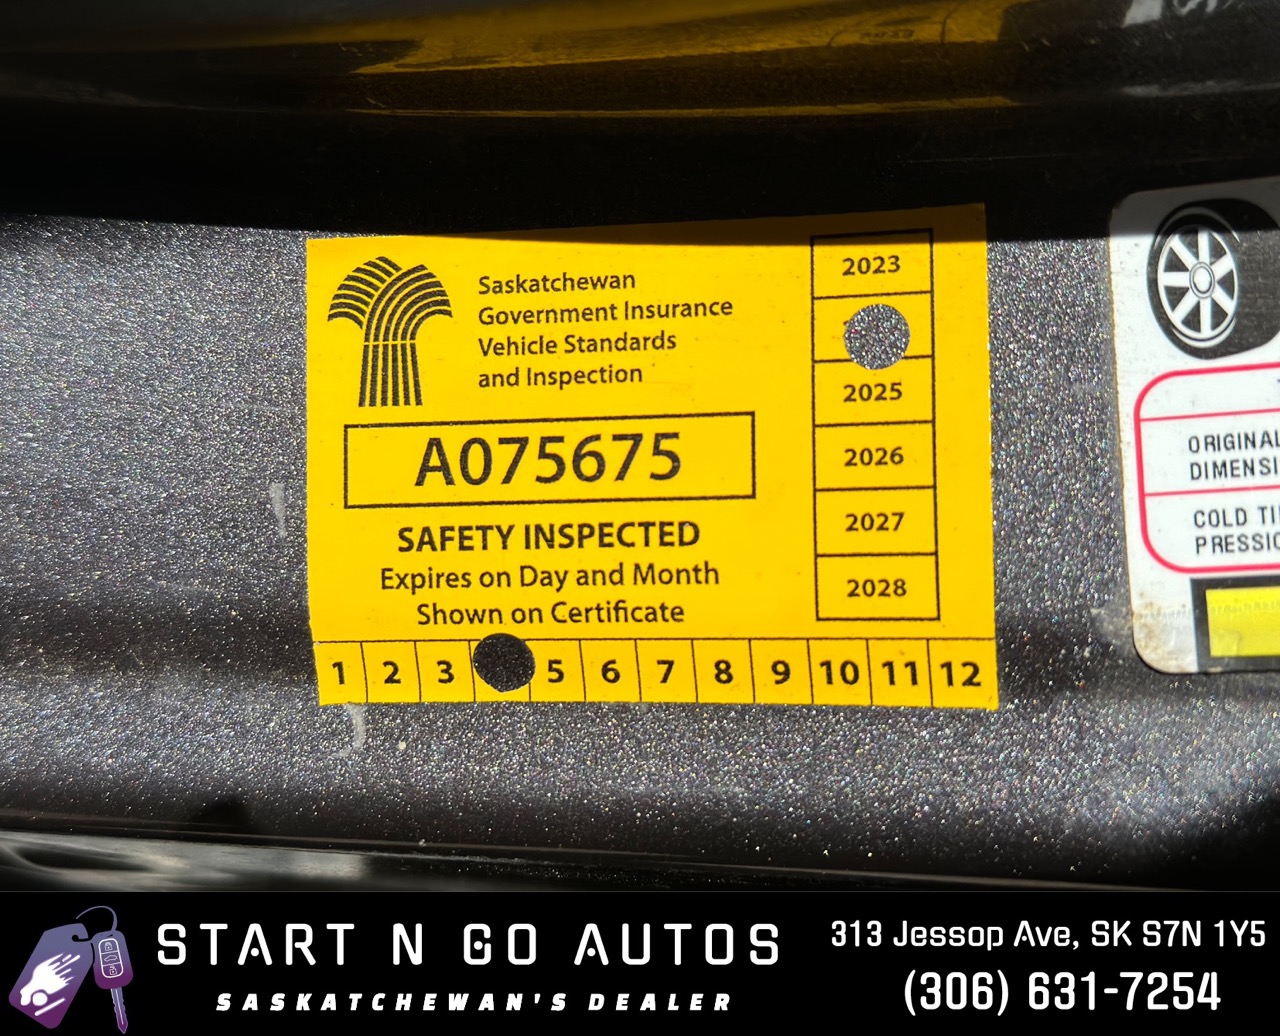 Saskatchewan
Government Insurance
Vehicle Standards
and Inspection
A075675
SAFETY INSPECTED
Expires on Day and Month
Shown on Certificate
2023
2025
2026
2027
2028
1 2 3 5 6 7 8 9 10 11 12
ORIGINAL
DIMENSI
COLD TI
PRESSIO
START N GO AUTOS
SASKATCHEWAN'S DEALER
313 Jessop Ave, SK S7N 1Y5
(306) 631-7254